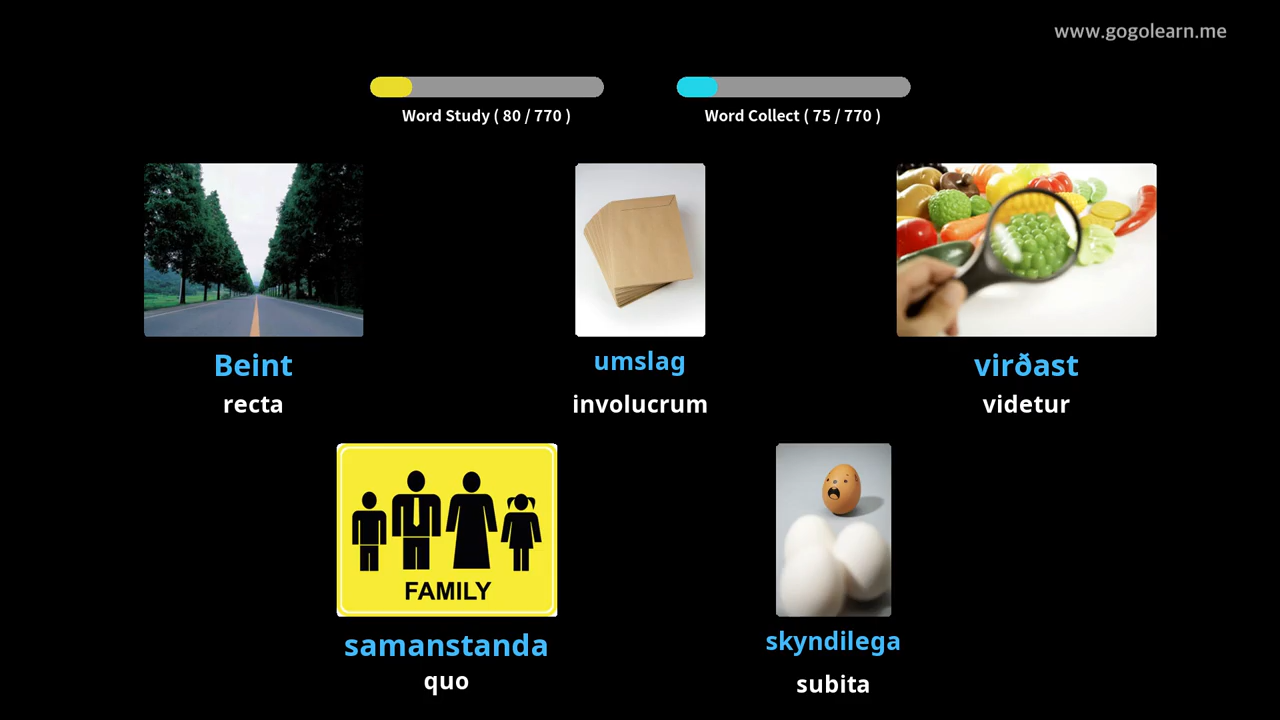 www.gogolearn.me
Word Study ( 80 / 770 )
Word Collect ( 75 / 770 )
Beint
umslag
virðast
recta
involucrum
videtur
FAMILY
samanstanda
skyndilega
quo
subita